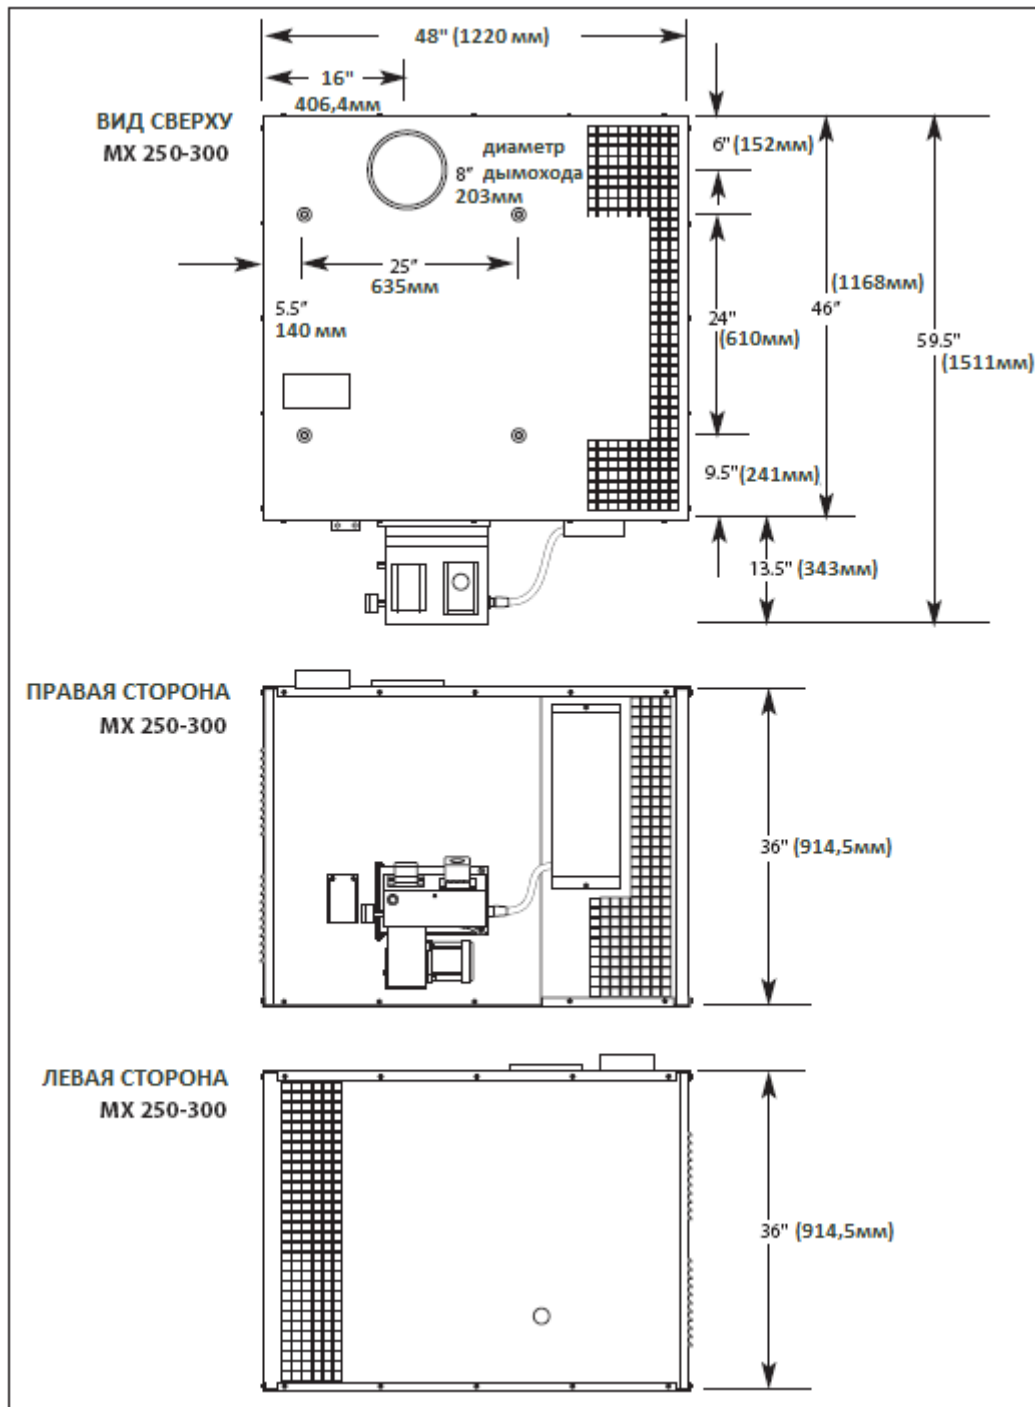 48" (1220 мм)
16"
406,4мм
ВИД СВЕРХУ
MX 250-300
диаметр
8" дымохода
203мм
6" (152мм)
25"
635мм
5.5"
140 мм
(1168мм)
46"
24"
(610мм)
59.5"
(1511мм)
9.5" (241мм)
13.5" (343мм)
ПРАВАЯ СТОРОНА
MX 250-300
36" (914,5мм)
ЛЕВАЯ СТОРОНА
MX 250-300
36" (914,5мм)